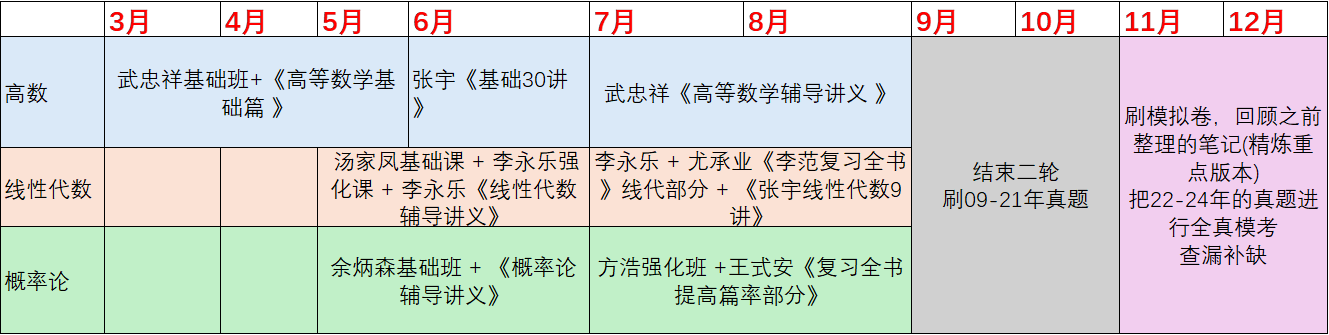 3月 4月 5月 6月 7月 8月 9月 10月 11月 12月
高数
武忠祥基础班+《高等数学基
础篇 》
张宇《基础30讲
》
武忠祥《高等数学辅导讲义 》
线性代数
汤家凤基础课 + 李永乐强
化课 + 李永乐《线性代数
辅导讲义》
李永乐 + 尤承业《李范复习全书
》线代部分 + 《张宇线性代数9
讲》
概率论
余炳森基础班 + 《概率论
辅导讲义》
方浩强化班 +王式安《复习全书
提高篇率部分》
结束二轮
刷09-21年真题
刷模拟卷，回顾之前
整理的笔记(精炼重
点版本)
把22-24年的真题进
行全真模考
查漏补缺